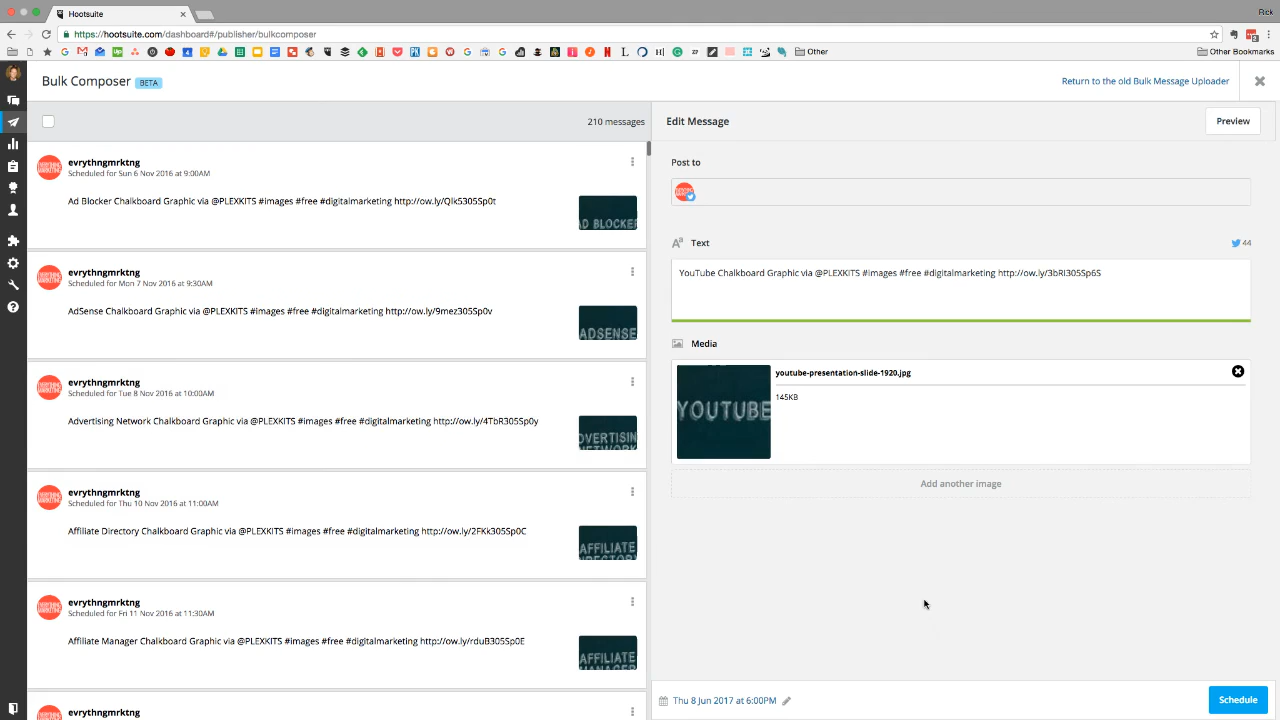 Hootsuite
Rick
https://hootsuite.com/dashboard#/publisher/bulkcomposer
Other
Other Bookmarks
Bulk Composer BETA
Return to the old Bulk Message Uploader
210 messages
Edit Message
Preview
evrythngmrktng
Scheduled for Sun 6 Nov 2016 at 9:00AM
Ad Blocker Chalkboard Graphic via @PLEXKITS #images #free #digitalmarketing http://ow.ly/QIk5305Sp0t
AD BLOCKER
evrythngmrktng
Scheduled for Mon 7 Nov 2016 at 9:30AM
AdSense Chalkboard Graphic via @PLEXKITS #images #free #digitalmarketing http://ow.ly/9mez305Sp0v
ADSENSE
evrythngmrktng
Scheduled for Tue 8 Nov 2016 at 10:00AM
Advertising Network Chalkboard Graphic via @PLEXKITS #images #free #digitalmarketing http://ow.ly/4TbR305Sp0y
ADVERTISING
NETWORK
evrythngmrktng
Scheduled for Thu 10 Nov 2016 at 11:00AM
Affiliate Directory Chalkboard Graphic via @PLEXKITS #images #free #digitalmarketing http://ow.ly/2FKk305Sp0C
AFFILIATE
DIRECTORY
evrythngmrktng
Scheduled for Fri 11 Nov 2016 at 11:30AM
Affiliate Manager Chalkboard Graphic via @PLEXKITS #images #free #digitalmarketing http://ow.ly/rduB305Sp0E
AFFILIATE
MANAGER
evrythngmrktng
Post to
Text
44
YouTube Chalkboard Graphic via @PLEXKITS #images #free #digitalmarketing http://ow.ly/3bRI305Sp6S
Media
YOUTUBE
youtube-presentation-slide-1920.jpg
145KB
Add another image
Thu 8 Jun 2017 at 6:00PM
Schedule